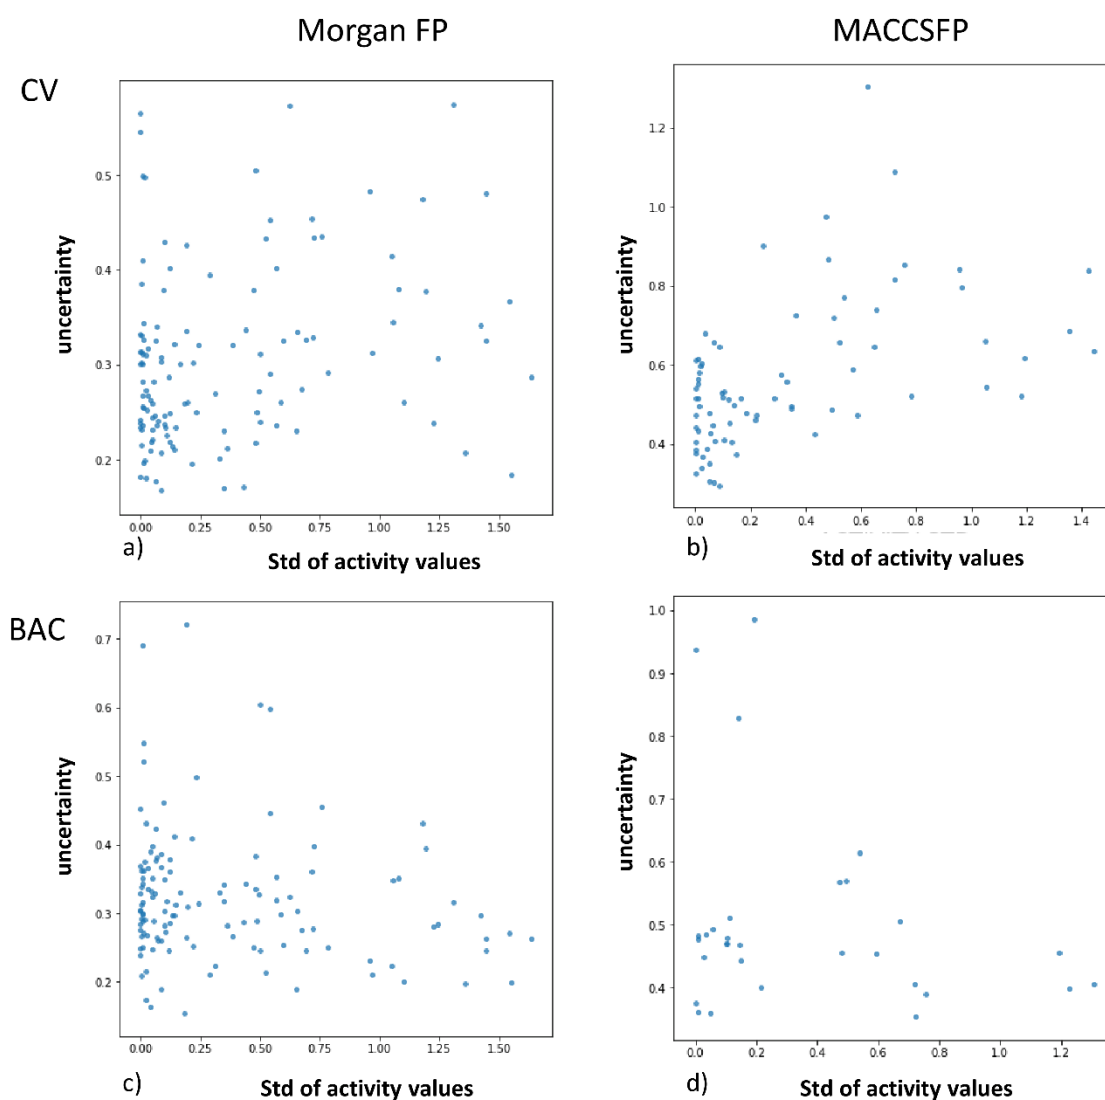 Morgan FP
MACCSFP
CV
uncertainty
0.5
0.4
0.3
0.2
0.00 0.25 0.50 0.75 1.00 1.25 1.50
a)
Std of activity values
uncertainty
1.2
1.0
0.8
0.6
0.4
0.0 0.2 0.4 0.6 0.8 1.0 1.2 1.4
b)
Std of activity values
BAC
uncertainty
0.7
0.6
0.5
0.4
0.3
0.2
0.00 0.25 0.50 0.75 1.00 1.25 1.50
c)
Std of activity values
uncertainty
1.0
0.9
0.8
0.7
0.6
0.5
0.4
0.0 0.2 0.4 0.6 0.8 1.0 1.2
d)
Std of activity values